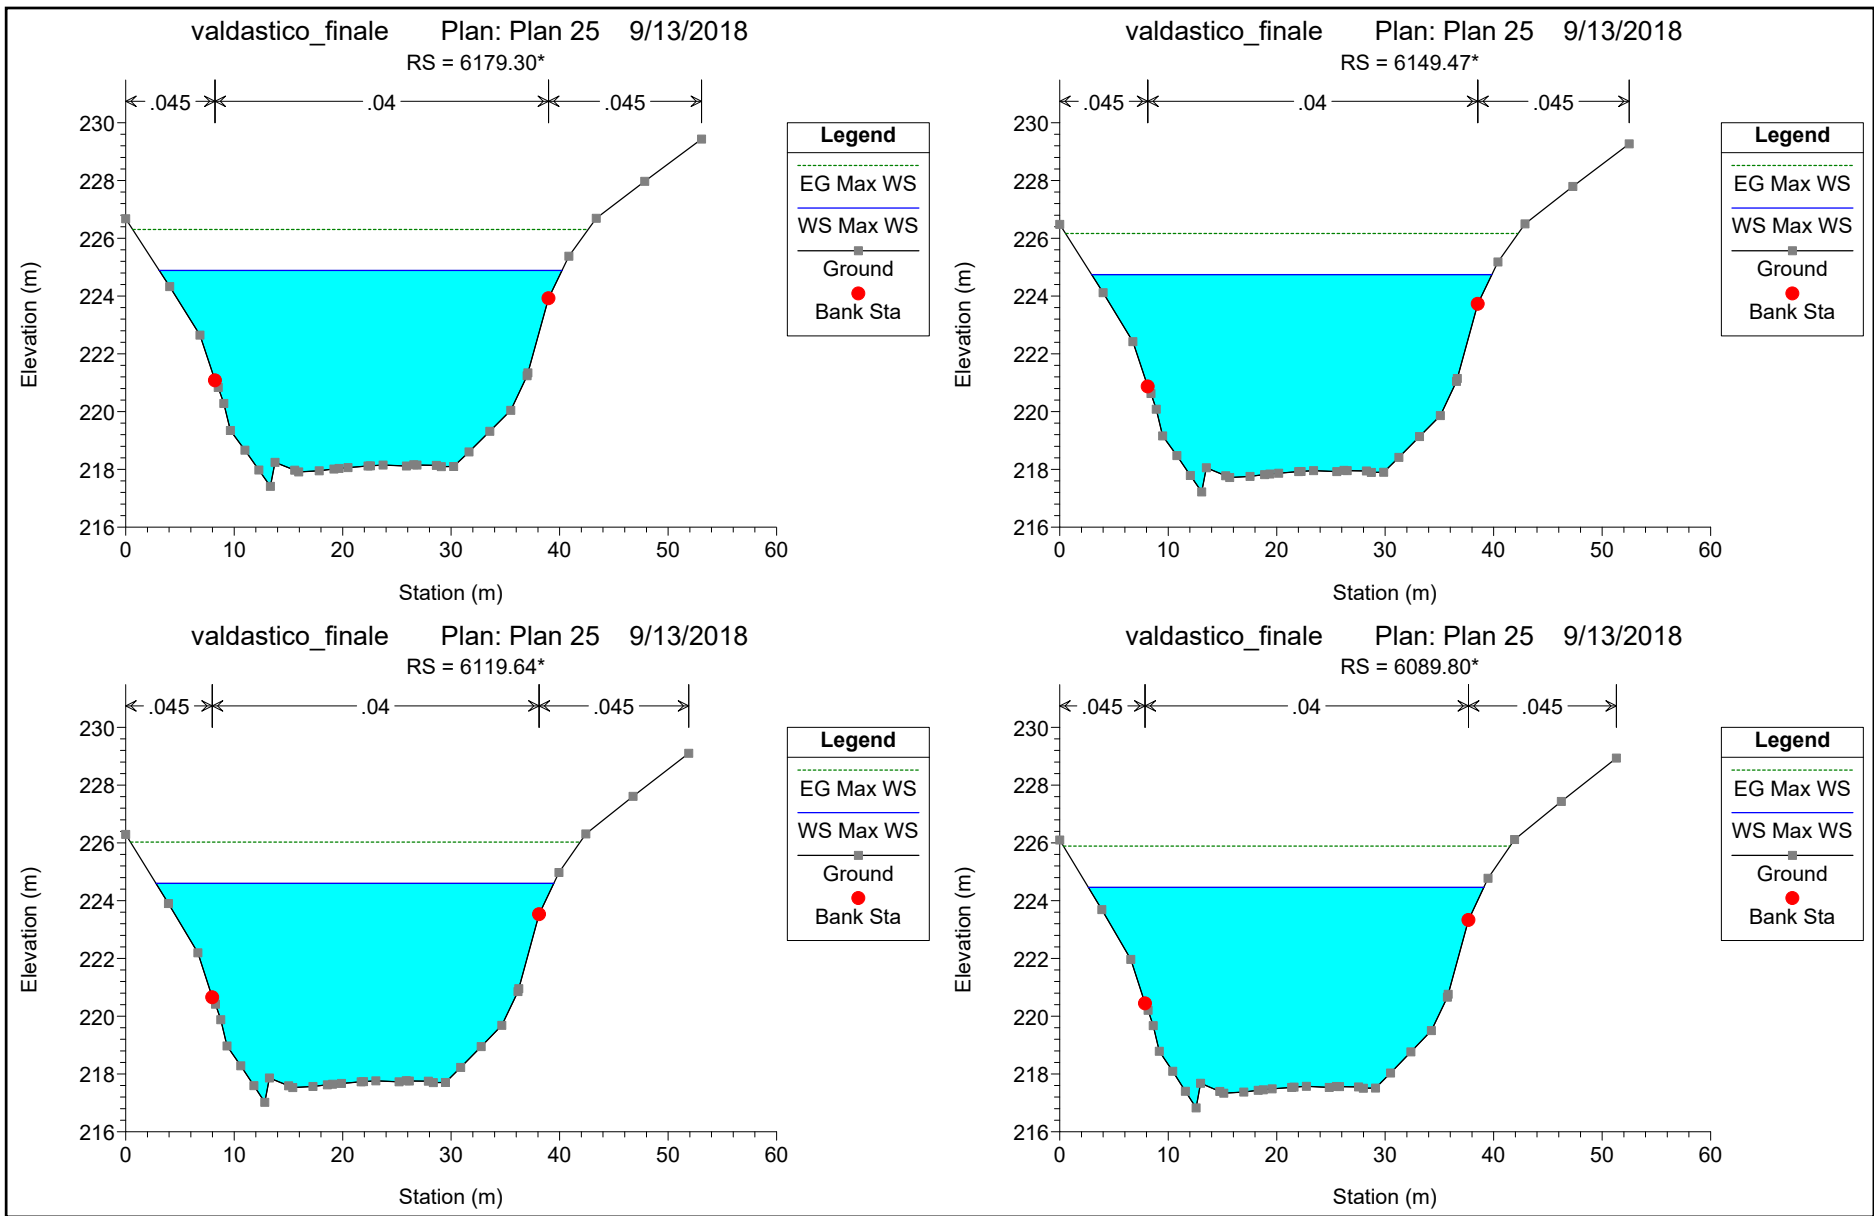 valdastico_finale Plan: Plan 25 9/13/2018
RS = 6179.30*
.045 .04 .045
230
228
226
224
222
220
218
216
0 10 20 30 40 50 60
Station (m)
Elevation (m)
Legend
EG Max WS
WS Max WS
Ground
Bank Sta
valdastico_finale Plan: Plan 25 9/13/2018
RS = 6149.47*
.045 .04 .045
230
228
226
224
222
220
218
216
0 10 20 30 40 50 60
Station (m)
Elevation (m)
Legend
EG Max WS
WS Max WS
Ground
Bank Sta
valdastico_finale Plan: Plan 25 9/13/2018
RS = 6119.64*
.045 .04 .045
230
228
226
224
222
220
218
216
0 10 20 30 40 50 60
Station (m)
Elevation (m)
Legend
EG Max WS
WS Max WS
Ground
Bank Sta
valdastico_finale Plan: Plan 25 9/13/2018
RS = 6089.80*
.045 .04 .045
230
228
226
224
222
220
218
216
0 10 20 30 40 50 60
Station (m)
Elevation (m)
Legend
EG Max WS
WS Max WS
Ground
Bank Sta